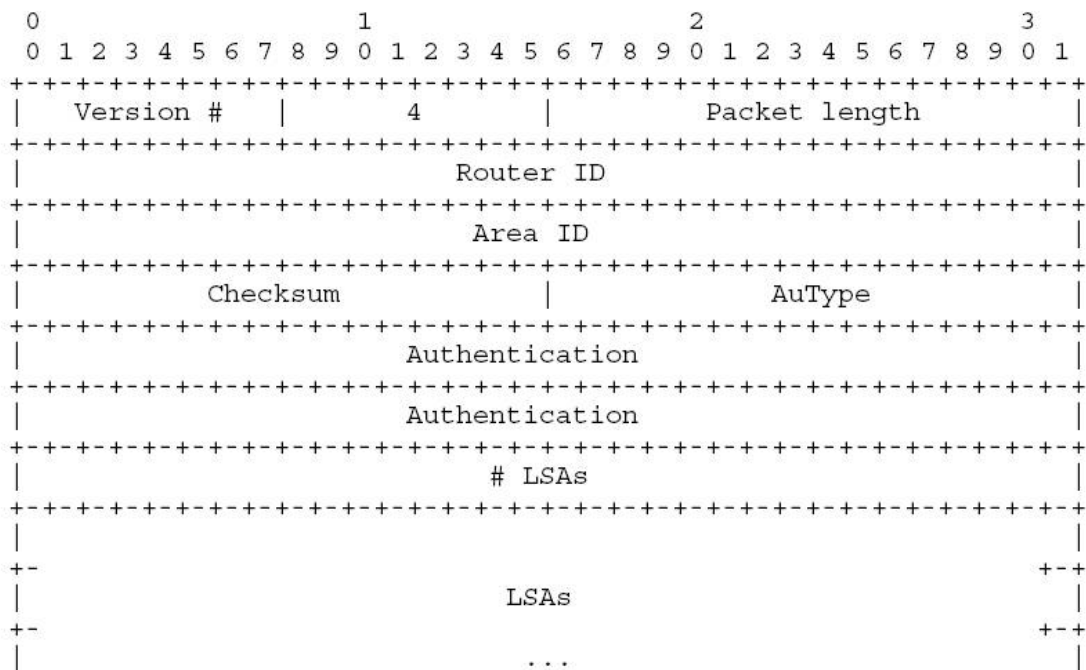 0                   1                   2                   3
0 1 2 3 4 5 6 7 8 9 0 1 2 3 4 5 6 7 8 9 0 1 2 3 4 5 6 7 8 9 0 1
+-+-+-+-+-+-+-+-+-+-+-+-+-+-+-+-+-+-+-+-+-+-+-+-+-+-+-+-+-+-+-+-+
|   Version #   |       4       |         Packet length         |
+-+-+-+-+-+-+-+-+-+-+-+-+-+-+-+-+-+-+-+-+-+-+-+-+-+-+-+-+-+-+-+-+
|                          Router ID                            |
+-+-+-+-+-+-+-+-+-+-+-+-+-+-+-+-+-+-+-+-+-+-+-+-+-+-+-+-+-+-+-+-+
|                           Area ID                             |
+-+-+-+-+-+-+-+-+-+-+-+-+-+-+-+-+-+-+-+-+-+-+-+-+-+-+-+-+-+-+-+-+
|           Checksum            |             AuType            |
+-+-+-+-+-+-+-+-+-+-+-+-+-+-+-+-+-+-+-+-+-+-+-+-+-+-+-+-+-+-+-+-+
|                       Authentication                          |
+-+-+-+-+-+-+-+-+-+-+-+-+-+-+-+-+-+-+-+-+-+-+-+-+-+-+-+-+-+-+-+-+
|                       Authentication                          |
+-+-+-+-+-+-+-+-+-+-+-+-+-+-+-+-+-+-+-+-+-+-+-+-+-+-+-+-+-+-+-+-+
|                            # LSAs                             |
+-+-+-+-+-+-+-+-+-+-+-+-+-+-+-+-+-+-+-+-+-+-+-+-+-+-+-+-+-+-+-+-+
|                                                               |
+-                                                            +-+
|                             LSAs                              |
+-                                                            +-+
|                              ...                              |